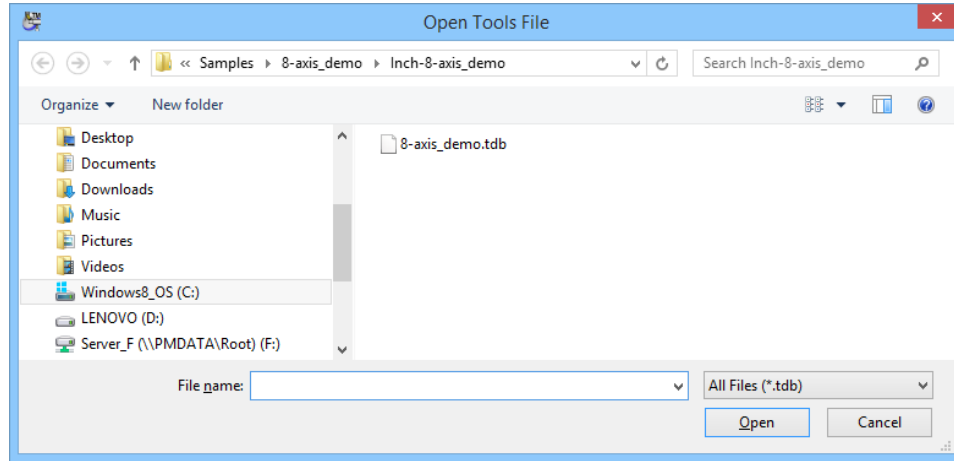 Open Tools File
« Samples 8-axis_demo Inch-8-axis_demo
Search Inch-8-axis_demo
Organize New folder
Desktop
8-axis_demo.tdb
Documents
Downloads
Music
Pictures
Videos
Windows8_OS (C:)
LENOVO (D:)
Server_F (\\PMDATA\Root) (F:)
File name:
All Files (*.tdb)
Open Cancel